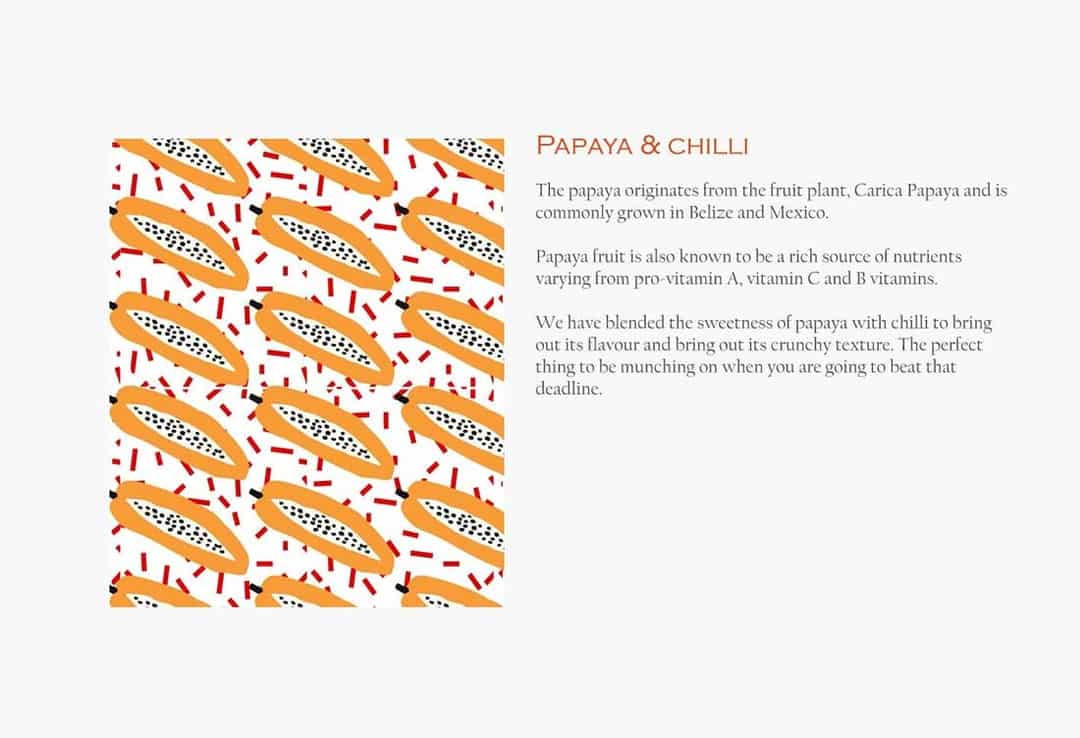 PAPAYA & CHILLI
The papaya originates from the fruit plant, Carica Papaya and is
commonly grown in Belize and Mexico.
Papaya fruit is also known to be a rich source of nutrients
varying from pro-vitamin A, vitamin C and B vitamins.
We have blended the sweetness of papaya with chilli to bring
out its flavour and bring out its crunchy texture. The perfect
thing to be munching on when you are going to beat that
deadline.